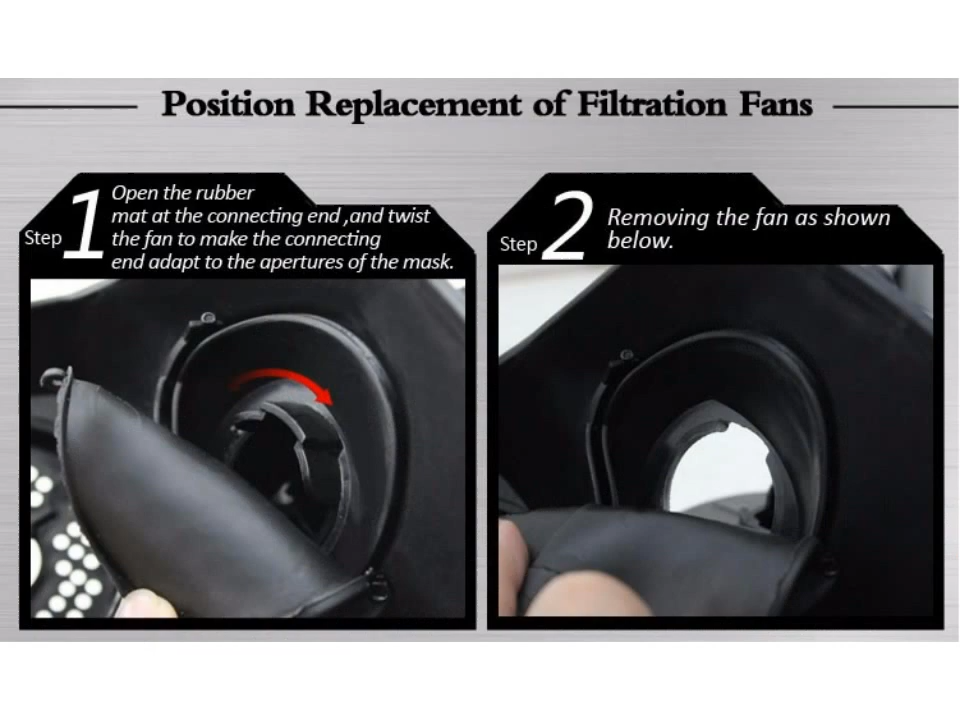 Position Replacement of Filtration Fans
Step 1
Open the rubber
mat at the connecting end ,and twist
the fan to make the connecting
end adapt to the apertures of the mask.
Step 2
Removing the fan as shown
below.